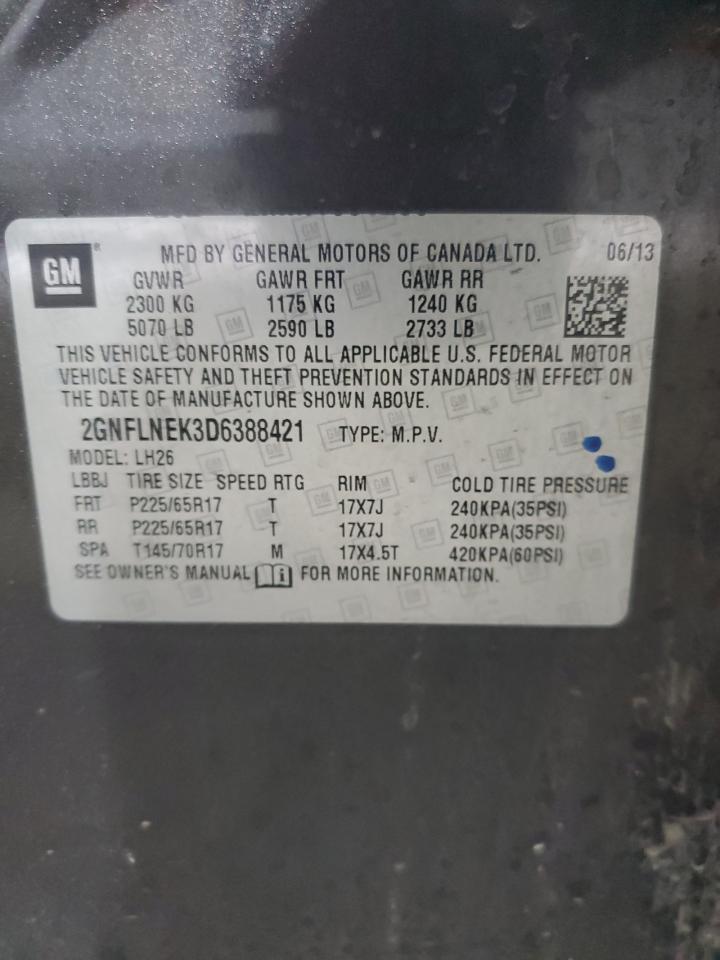 GM® MFD BY GENERAL MOTORS OF CANADA LTD. 06/13
GVWR GAWR FRT GAWR RR
2300 KG 1175 KG 1240 KG
5070 LB 2590 LB 2733 LB
THIS VEHICLE CONFORMS TO ALL APPLICABLE U.S. FEDERAL MOTOR
VEHICLE SAFETY AND THEFT PREVENTION STANDARDS IN EFFECT ON
THE DATE OF MANUFACTURE SHOWN ABOVE.
2GNFLNEK3D6388421 TYPE: M.P.V.
MODEL: LH26
LBBJ TIRE SIZE SPEED RTG RIM COLD TIRE PRESSURE
FRT P225/65R17 T 17X7J 240KPA(35PSI)
RR P225/65R17 T 17X7J 240KPA(35PSI)
SPA T145/70R17 M 17X4.5T 420KPA(60PSI)
SEE OWNER'S MANUAL FOR MORE INFORMATION.